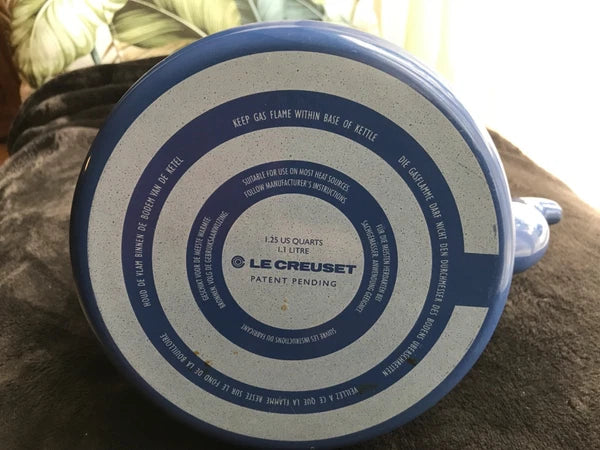 KEEP GAS FLAME WITHIN BASE OF KETTLE
DIE GASFLAMME DARF NICHT DEN DURCHMESSER DES BODENS ÜBERSCHREITEN
VEILLEZ A CE QUE LA FLAMME RESTE SUR LE FOND DE LA BOUILLOIRE
HOUD DE VLAM BINNEN DE BODEM VAN DE KETEL
SUITABLE FOR USE ON MOST HEAT SOURCES
FOLLOW MANUFACTURER'S INSTRUCTIONS
FÜR DIE MEISTEN HERDARTEN BEI
SACHGEMÄSSER ANWENDUNG GEEIGNET
SUIVRE LES INSTRUCTIONS DU FABRICANT
GESCHIKT VOOR DE MEESTE WARMTE-
BRONNEN. VOLG DE GEBRUIKSAANWIJZING
1.25 US QUARTS
1.1 LITRE
LE CREUSET
PATENT PENDING